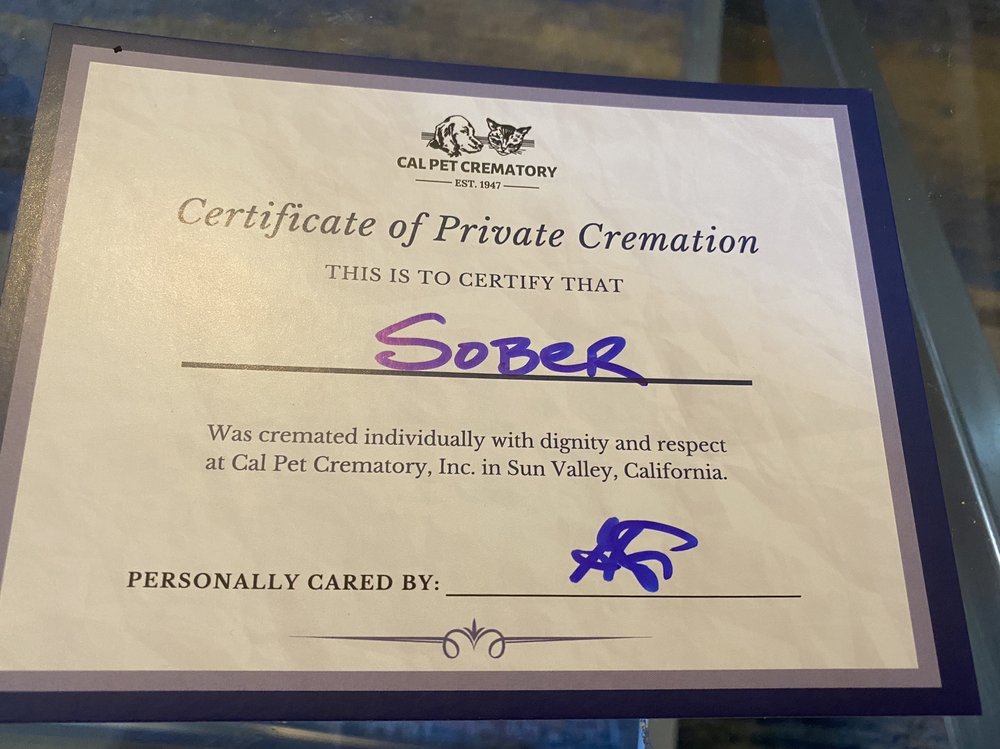 CAL PET CREMATORY
EST. 1947
Certificate of Private Cremation
THIS IS TO CERTIFY THAT
SOBER
Was cremated individually with dignity and respect
at Cal Pet Crematory, Inc. in Sun Valley, California.
PERSONALLY CARED BY: